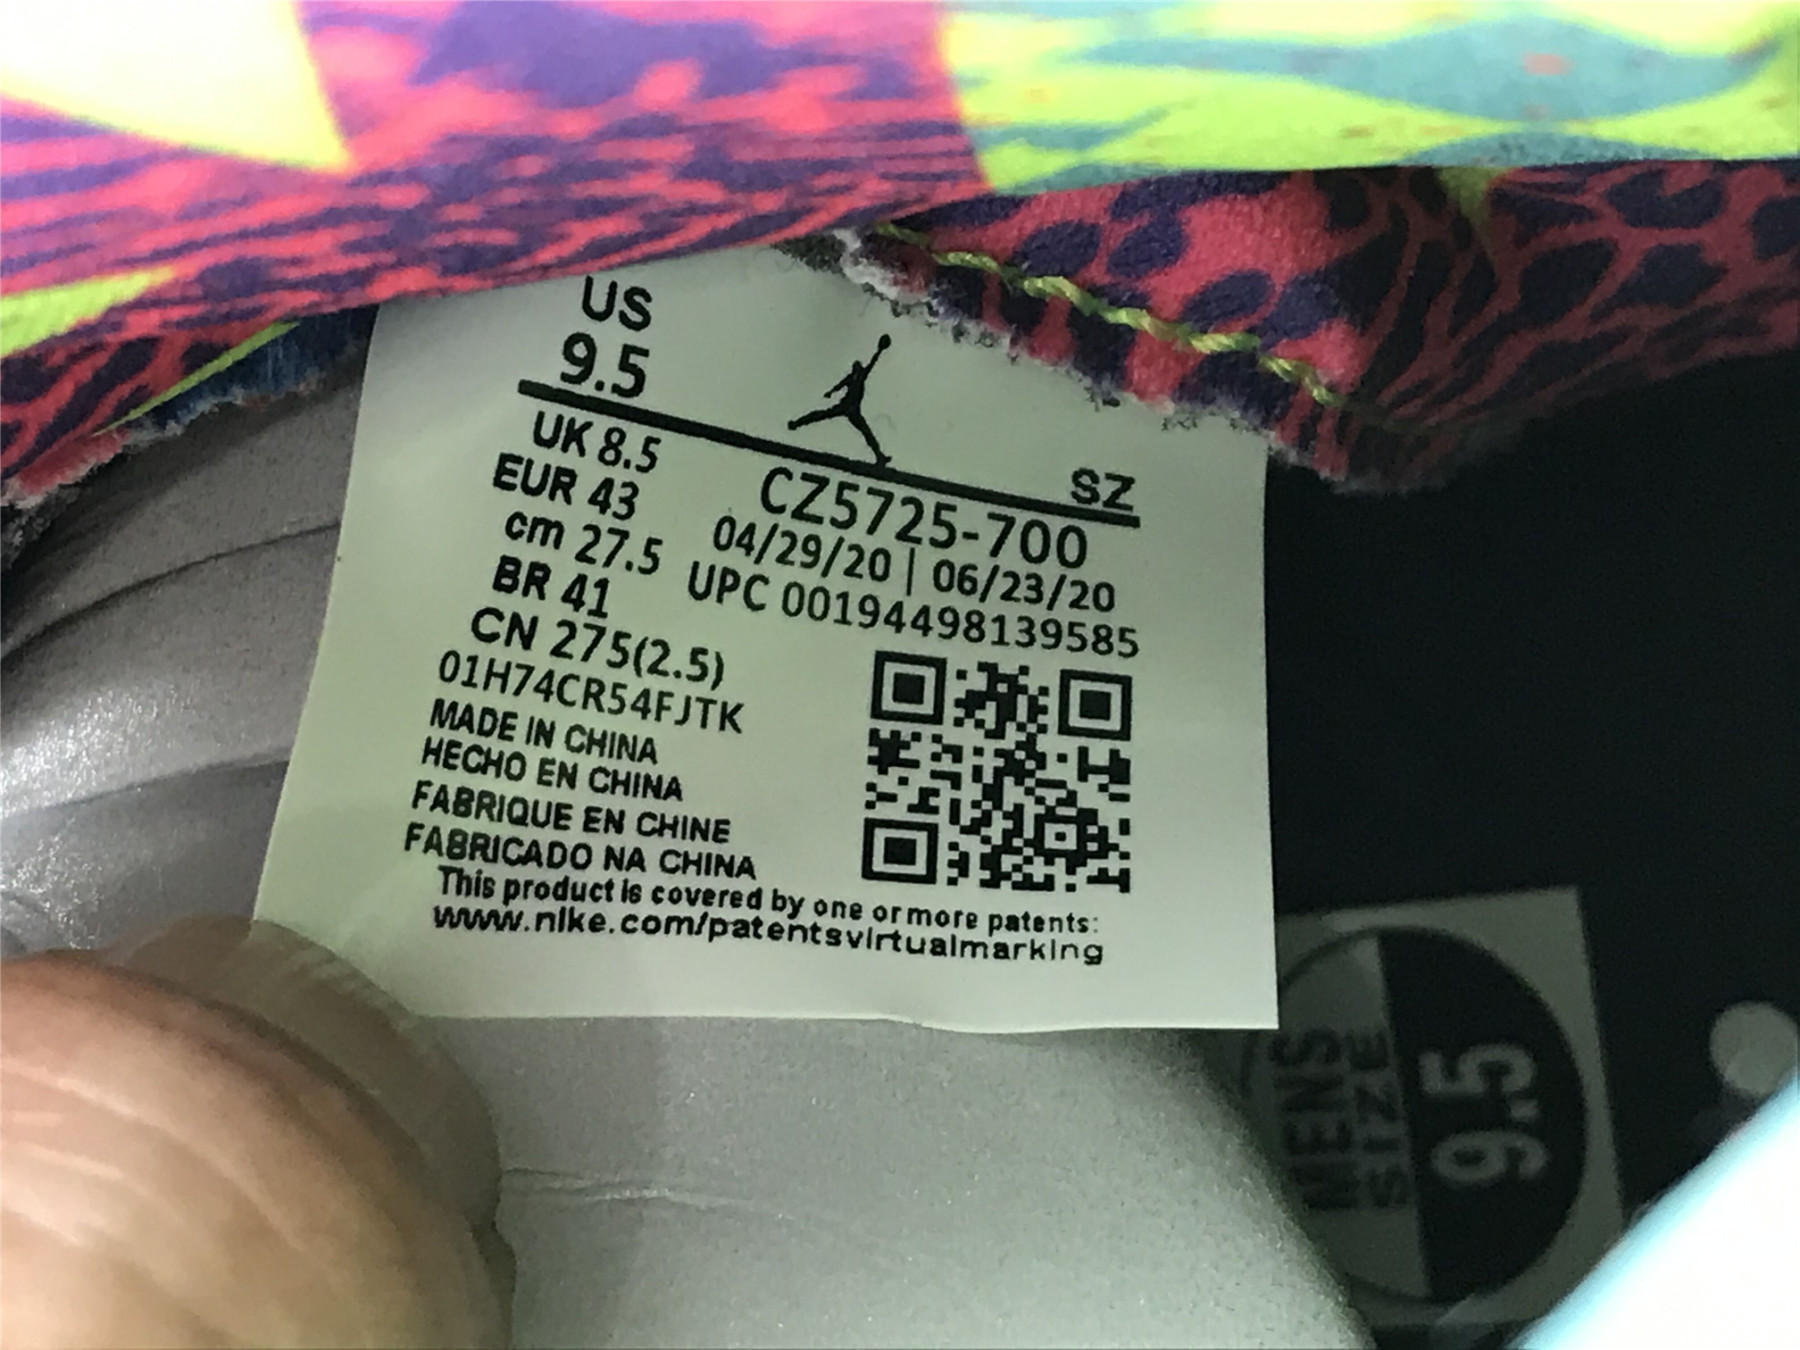 US
9.5
SZ
UK 8.5
EUR 43
cm 27.5
BR 41
CN 275(2.5)
CZ5725-700
04/29/20 | 06/23/20
UPC 00194498139585
01H74CR54FJTK
MADE IN CHINA
HECHO EN CHINA
FABRIQUE EN CHINE
FABRICADO NA CHINA
This product is covered by one or more patents:
www.nike.com/patentsvirtualmarking
MENS
SIZE
9.5